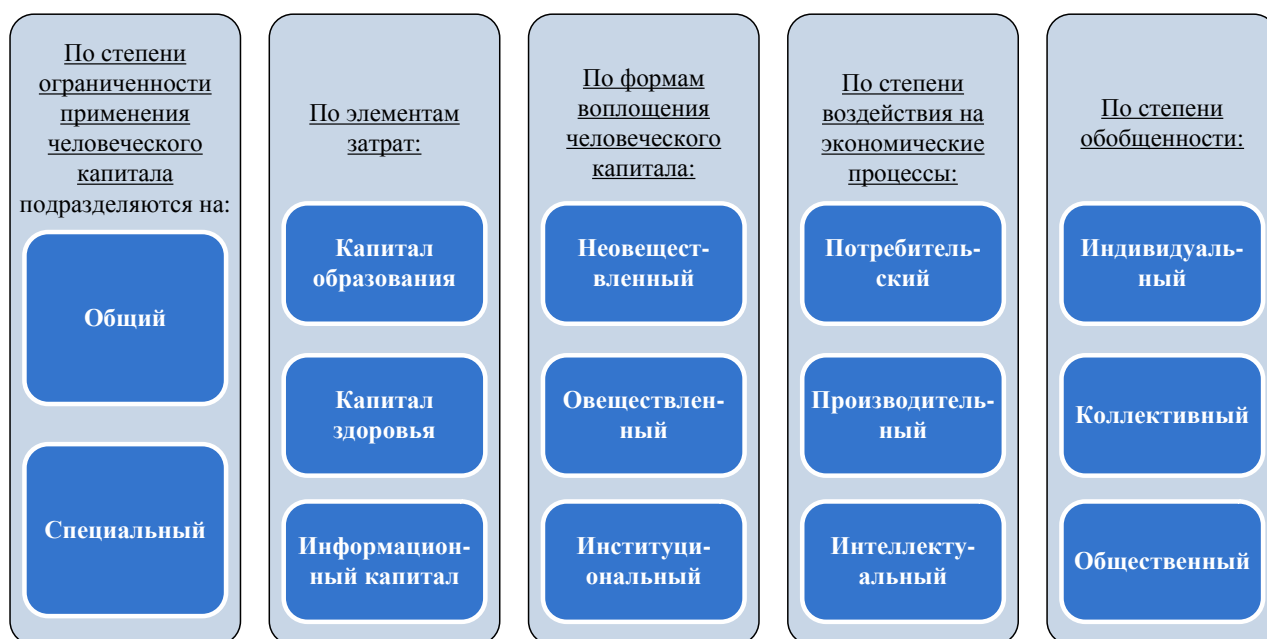 По степени
ограниченности
применения
человеческого
капитала
подразделяются на:
Общий
Специальный
По элементам
затрат:
Капитал
образования
Капитал
здоровья
Информацион-
ный капитал
По формам
воплощения
человеческого
капитала:
Неовещест-
вленный
Овеществлен-
ный
Институци-
ональный
По степени
воздействия на
экономические
процессы:
Потребитель-
ский
Производитель-
ный
Интеллекту-
альный
По степени
обобщенности:
Индивидуаль-
ный
Коллективный
Общественный